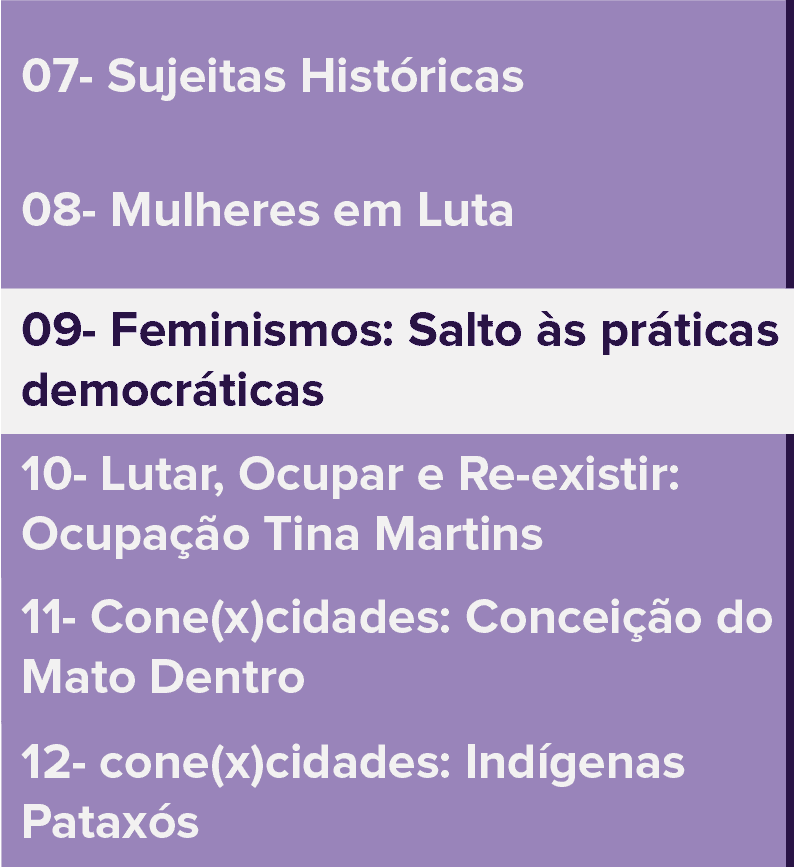 07- Sujeitas Históricas
08- Mulheres em Luta
09- Feminismos: Salto às práticas
democráticas
10- Lutar, Ocupar e Re-existir:
Ocupação Tina Martins
11- Cone(x)cidades: Conceição do
Mato Dentro
12- cone(x)cidades: Indígenas
Pataxós